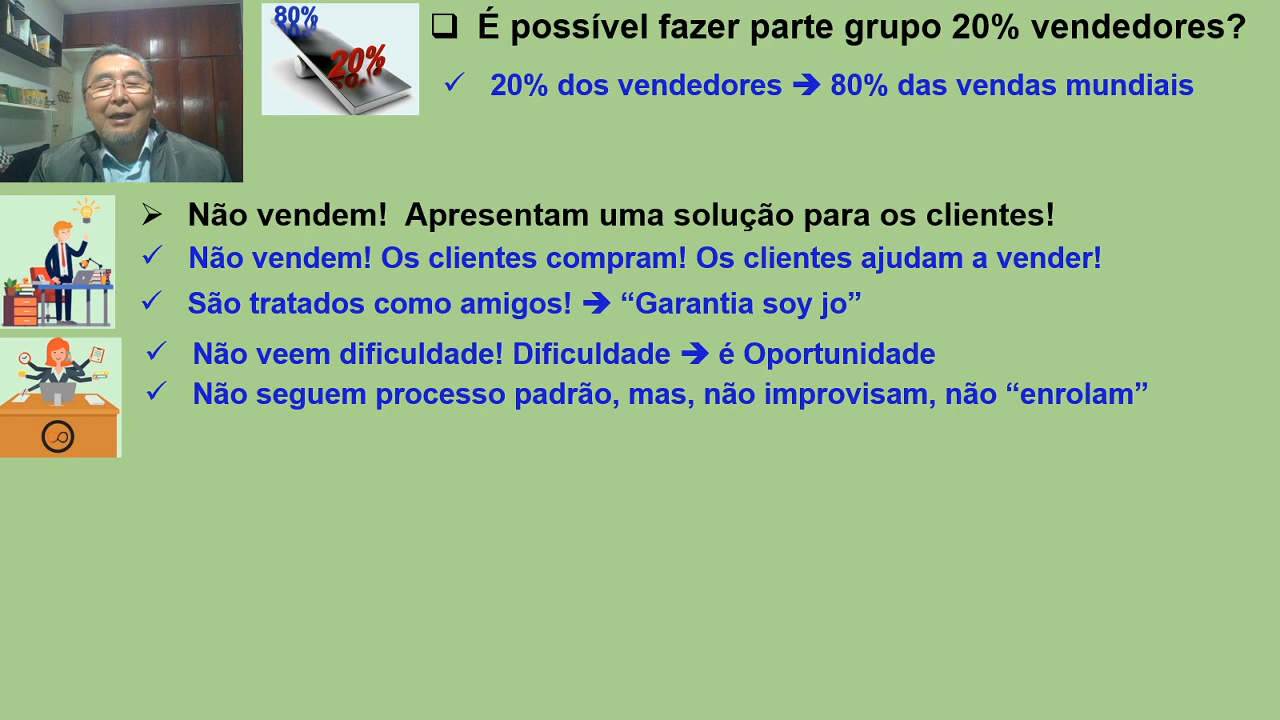 80%
20%
É possível fazer parte grupo 20% vendedores?
20% dos vendedores ➔ 80% das vendas mundiais
Não vendem! Apresentam uma solução para os clientes!
Não vendem! Os clientes compram! Os clientes ajudam a vender!
São tratados como amigos! ➔ “Garantia soy jo”
Não veem dificuldade! Dificuldade ➔ é Oportunidade
Não seguem processo padrão, mas, não improvisam, não “enrolam”